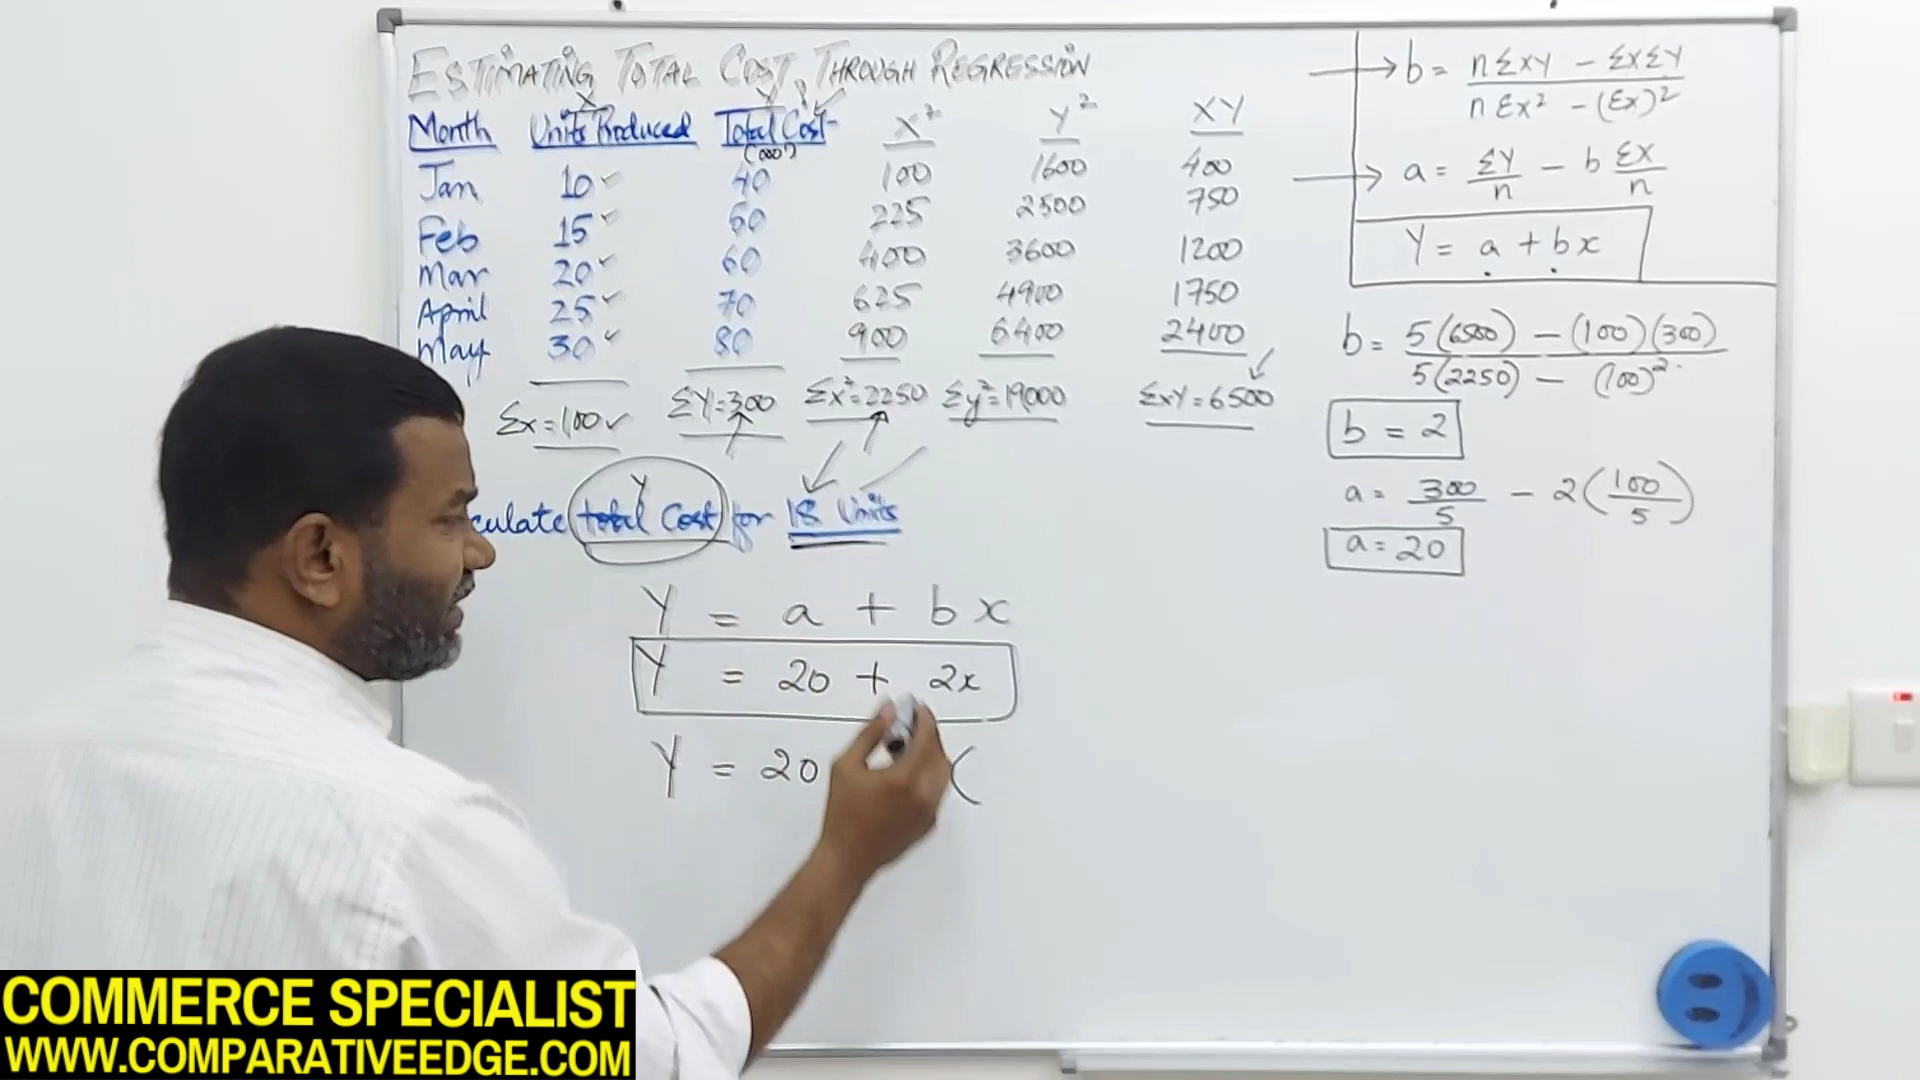 ESTIMATING TOTAL COST THROUGH REGRESSION
X Y
Month Units Produced Total Cost X² Y² XY
(000)
Jan 10 40 100 1600 400
Feb 15 50 225 2500 750
Mar 20 60 400 3600 1200
April 25 70 625 4900 1750
May 30 80 900 6400 2400
Σx=100 ΣY=300 Σx²=2250 Σy²=19000 ΣxY=6500
Y
culate total Cost for 18 Units
Y = a + bx
Y = 20 + 2x
Y = 20 (
b = nΣXY - ΣXΣY / nΣx² - (Σx)²
a = ΣY/n - b ΣX/n
Y = a + bx
b = 5(6500) - (100)(300) / 5(2250) - (100)²
b = 2
a = 300/5 - 2(100/5)
a = 20
COMMERCE SPECIALIST
WWW.COMPARATIVEEDGE.COM